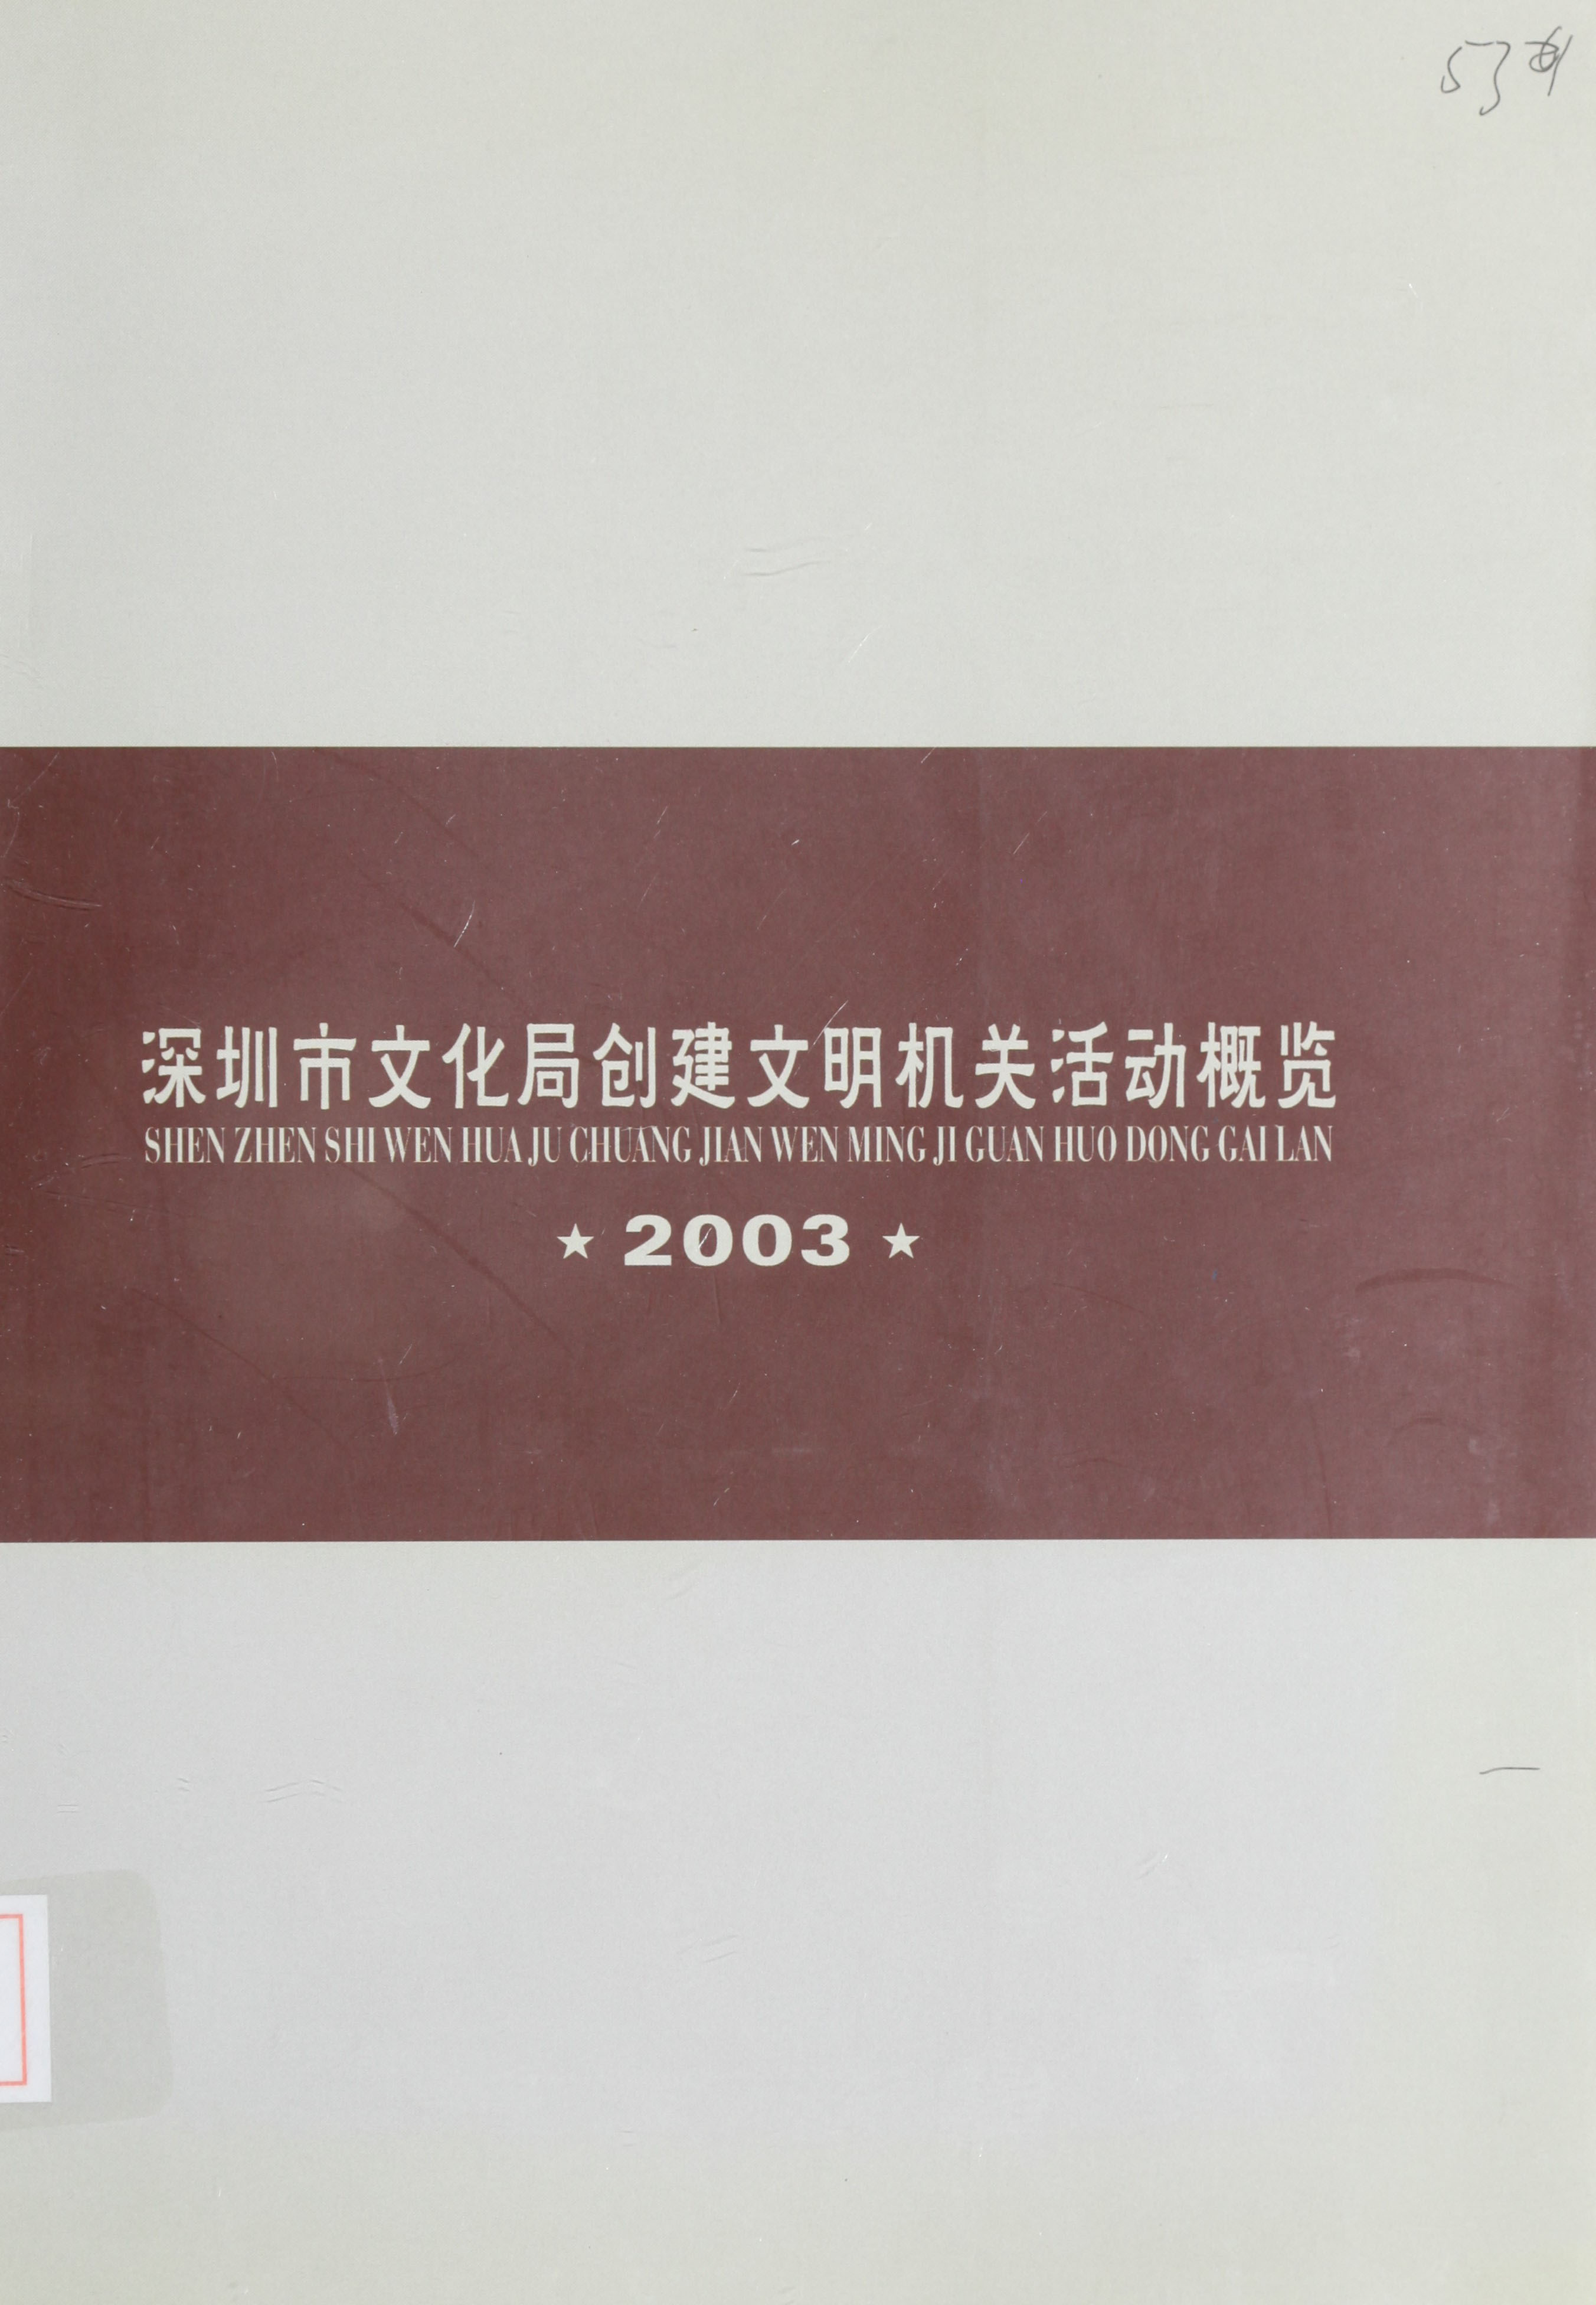 深圳市文化局创建文明机关活动概览
SHEN ZHEN SHI WEN HUA JU CHUANG JIAN WEN MING JI GUAN HUO DONG GAI LAN
★ 2003 ★